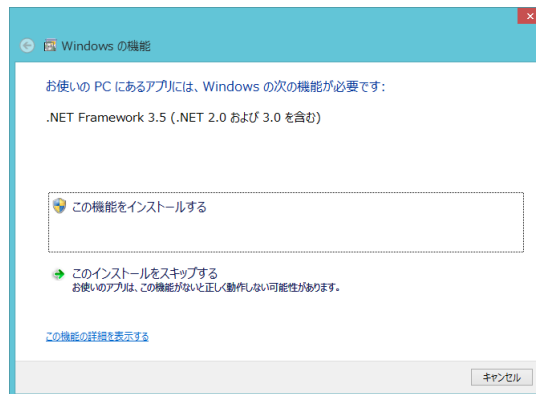 Windows の機能
お使いの PC にあるアプリには、Windows の次の機能が必要です:
.NET Framework 3.5 (.NET 2.0 および 3.0 を含む)
この機能をインストールする
このインストールをスキップする
お使いのアプリは、この機能がないと正しく動作しない可能性があります。
この機能の詳細を表示する
キャンセル